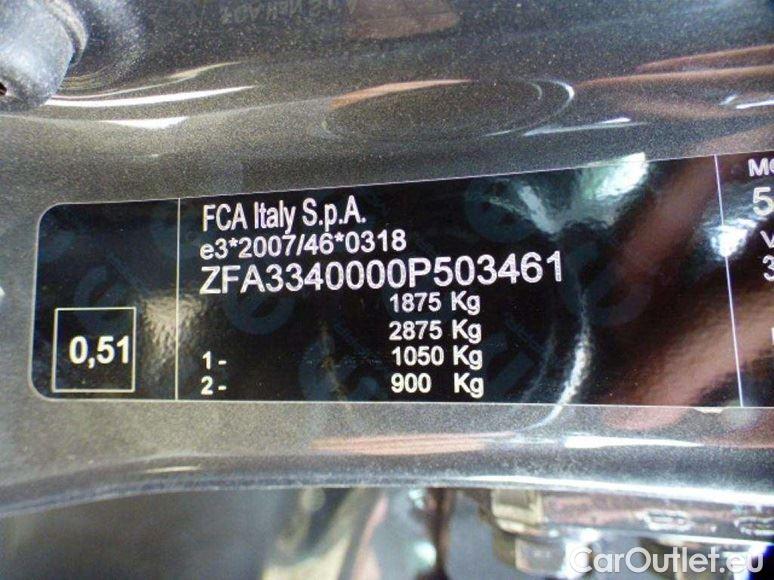 FCA Italy S.p.A.
e3*2007/46*0318
ZFA3340000P503461
1875 Kg
2875 Kg
1- 1050 Kg
2- 900 Kg
0,51
CarOutlet.eu